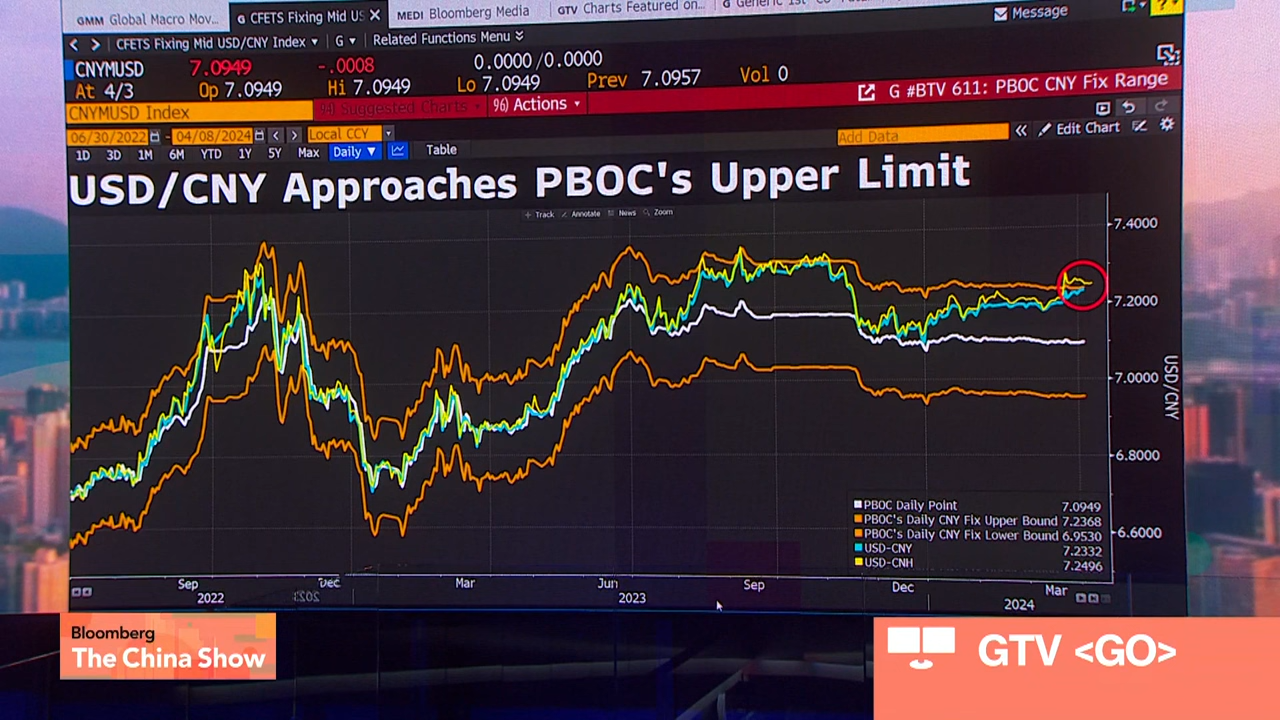 GMM Global Macro Mov...
G CFETS Fixing Mid US X
MEDI Bloomberg Media
GTV Charts Featured on...
Message
CFETS Fixing Mid USD/CNY Index
G
Related Functions Menu
CNYMUSD 7.0949 -.0008 0.0000/0.0000
At 4/3 Op 7.0949 Hi 7.0949 Lo 7.0949 Prev 7.0957 Vol 0
CNYMUSD Index
94) Suggested Charts
96) Actions
G #BTV 611: PBOC CNY Fix Range
06/30/2022 - 04/08/2024 Local CCY
Add Data
Edit Chart
1D 3D 1M 6M YTD 1Y 5Y Max Daily ▼ Table
USD/CNY Approaches PBOC's Upper Limit
Track Annotate News Zoom
7.4000
7.2000
7.0000
6.8000
6.6000
USD/CNY
PBOC Daily Point 7.0949
PBOC's Daily CNY Fix Upper Bound 7.2368
PBOC's Daily CNY Fix Lower Bound 6.9530
USD-CNY 7.2332
USD-CNH 7.2496
Sep Dec Mar Jun Sep Dec Mar
2022 2023 2024
Bloomberg
The China Show
GTV <GO>